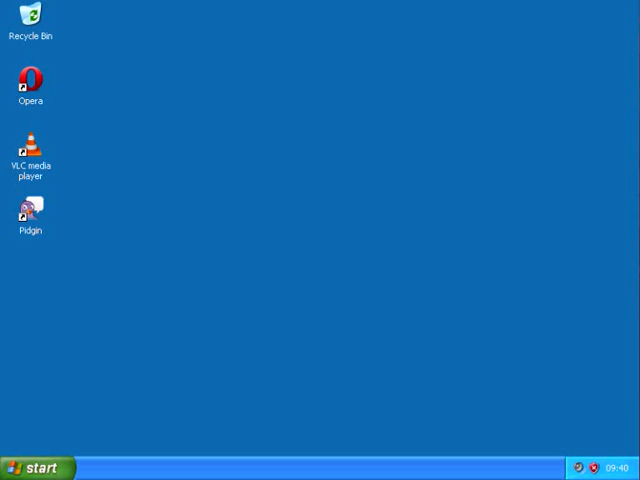 Recycle Bin
Opera
VLC media
player
Pidgin
start
09:40